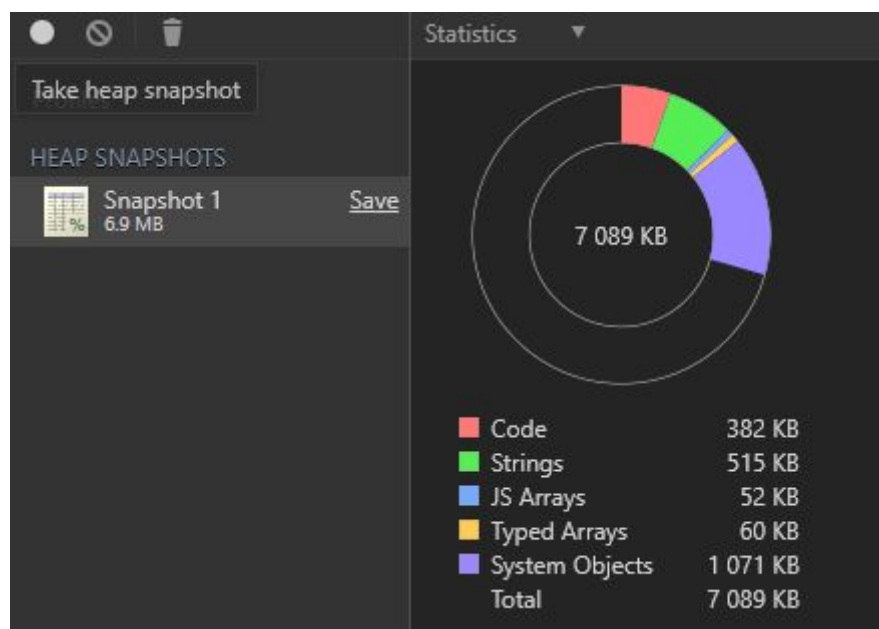 Statistics ▼
Take heap snapshot
HEAP SNAPSHOTS
Snapshot 1 Save
6.9 MB
%
7 089 KB
Code 382 KB
Strings 515 KB
JS Arrays 52 KB
Typed Arrays 60 KB
System Objects 1 071 KB
Total 7 089 KB